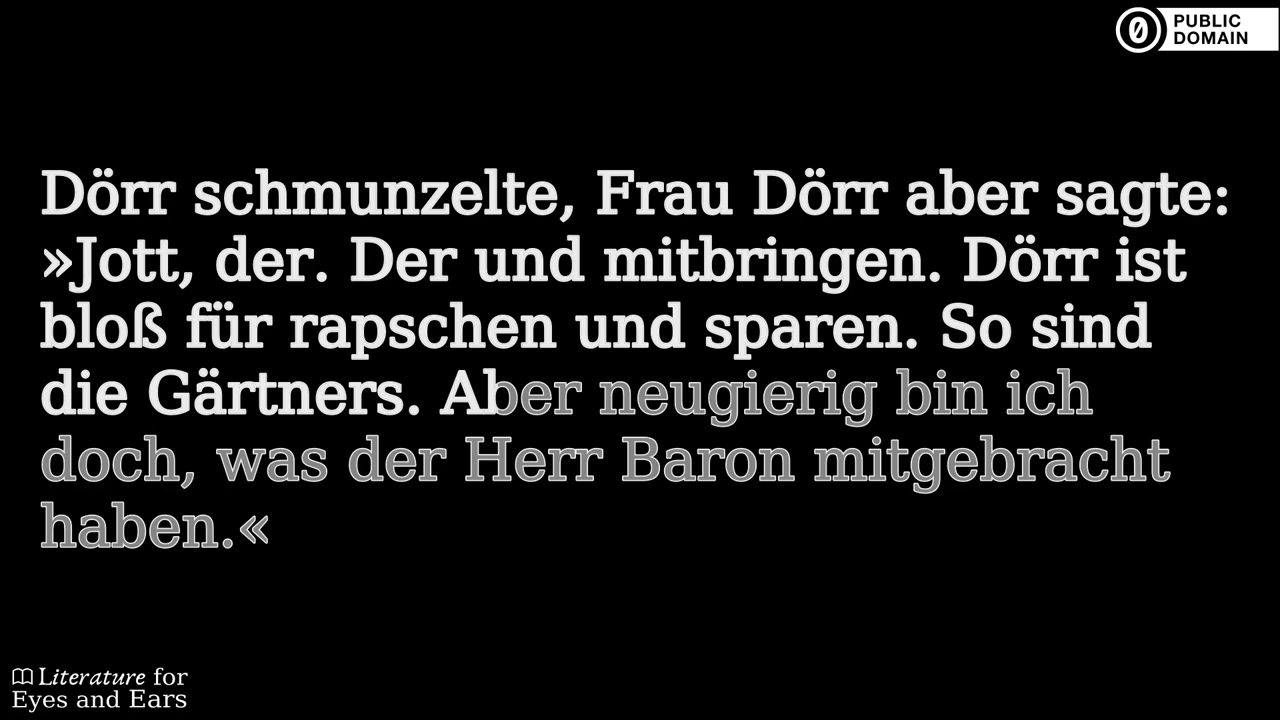 PUBLIC
DOMAIN
Dörr schmunzelte, Frau Dörr aber sagte:
»Jott, der. Der und mitbringen. Dörr ist
bloß für rapschen und sparen. So sind
die Gärtners. Aber neugierig bin ich
doch, was der Herr Baron mitgebracht
haben.«
Literature for
Eyes and Ears